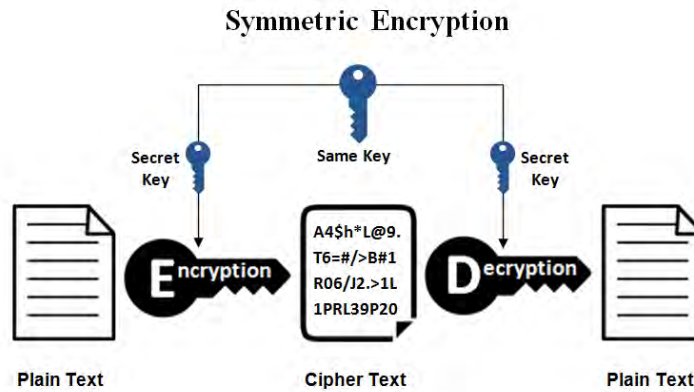 Symmetric Encryption
Secret
Key
Same Key
Secret
Key
Encryption
A4$h*L@9.
T6=#/>B#1
R06/J2.>1L
1PRL39P20
Decryption
Plain Text
Cipher Text
Plain Text